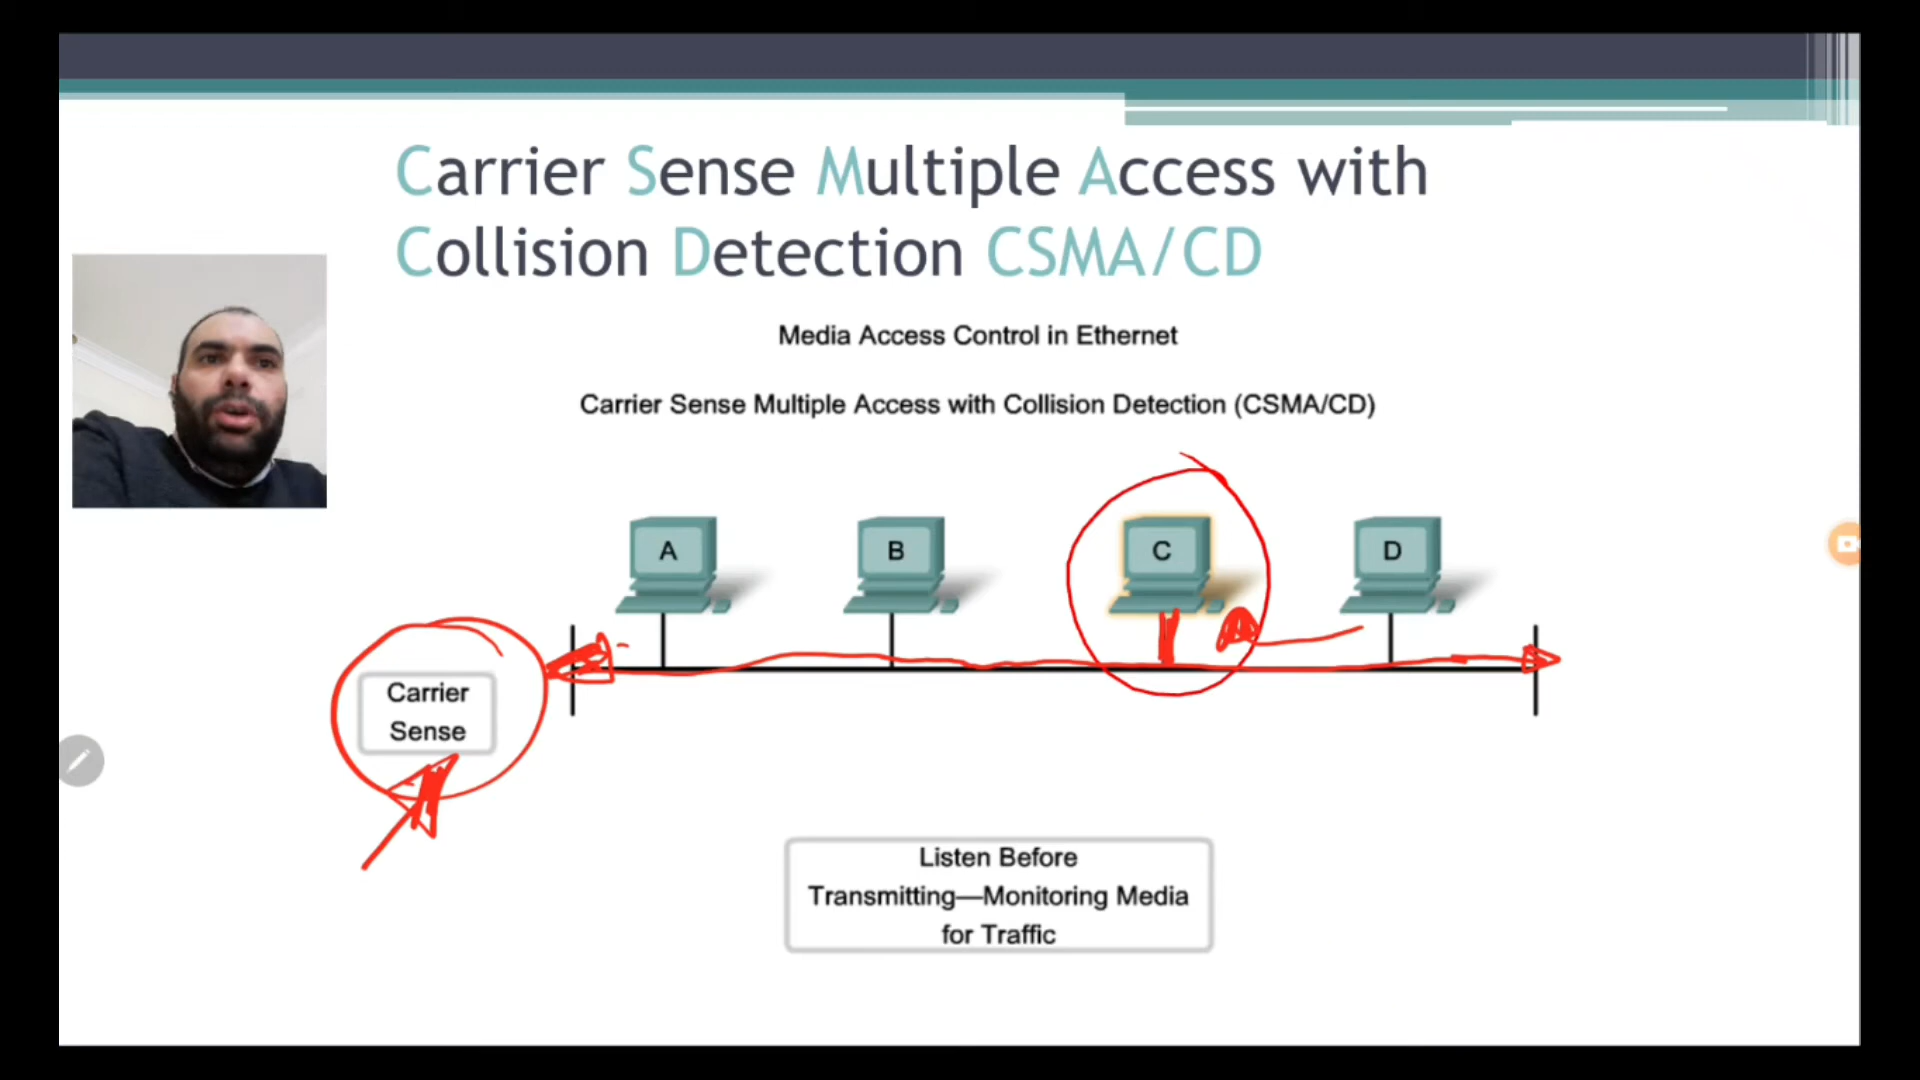 Carrier Sense Multiple Access with
Collision Detection CSMA/CD
Media Access Control in Ethernet
Carrier Sense Multiple Access with Collision Detection (CSMA/CD)
A
B
C
D
Carrier
Sense
Listen Before
Transmitting—Monitoring Media
for Traffic